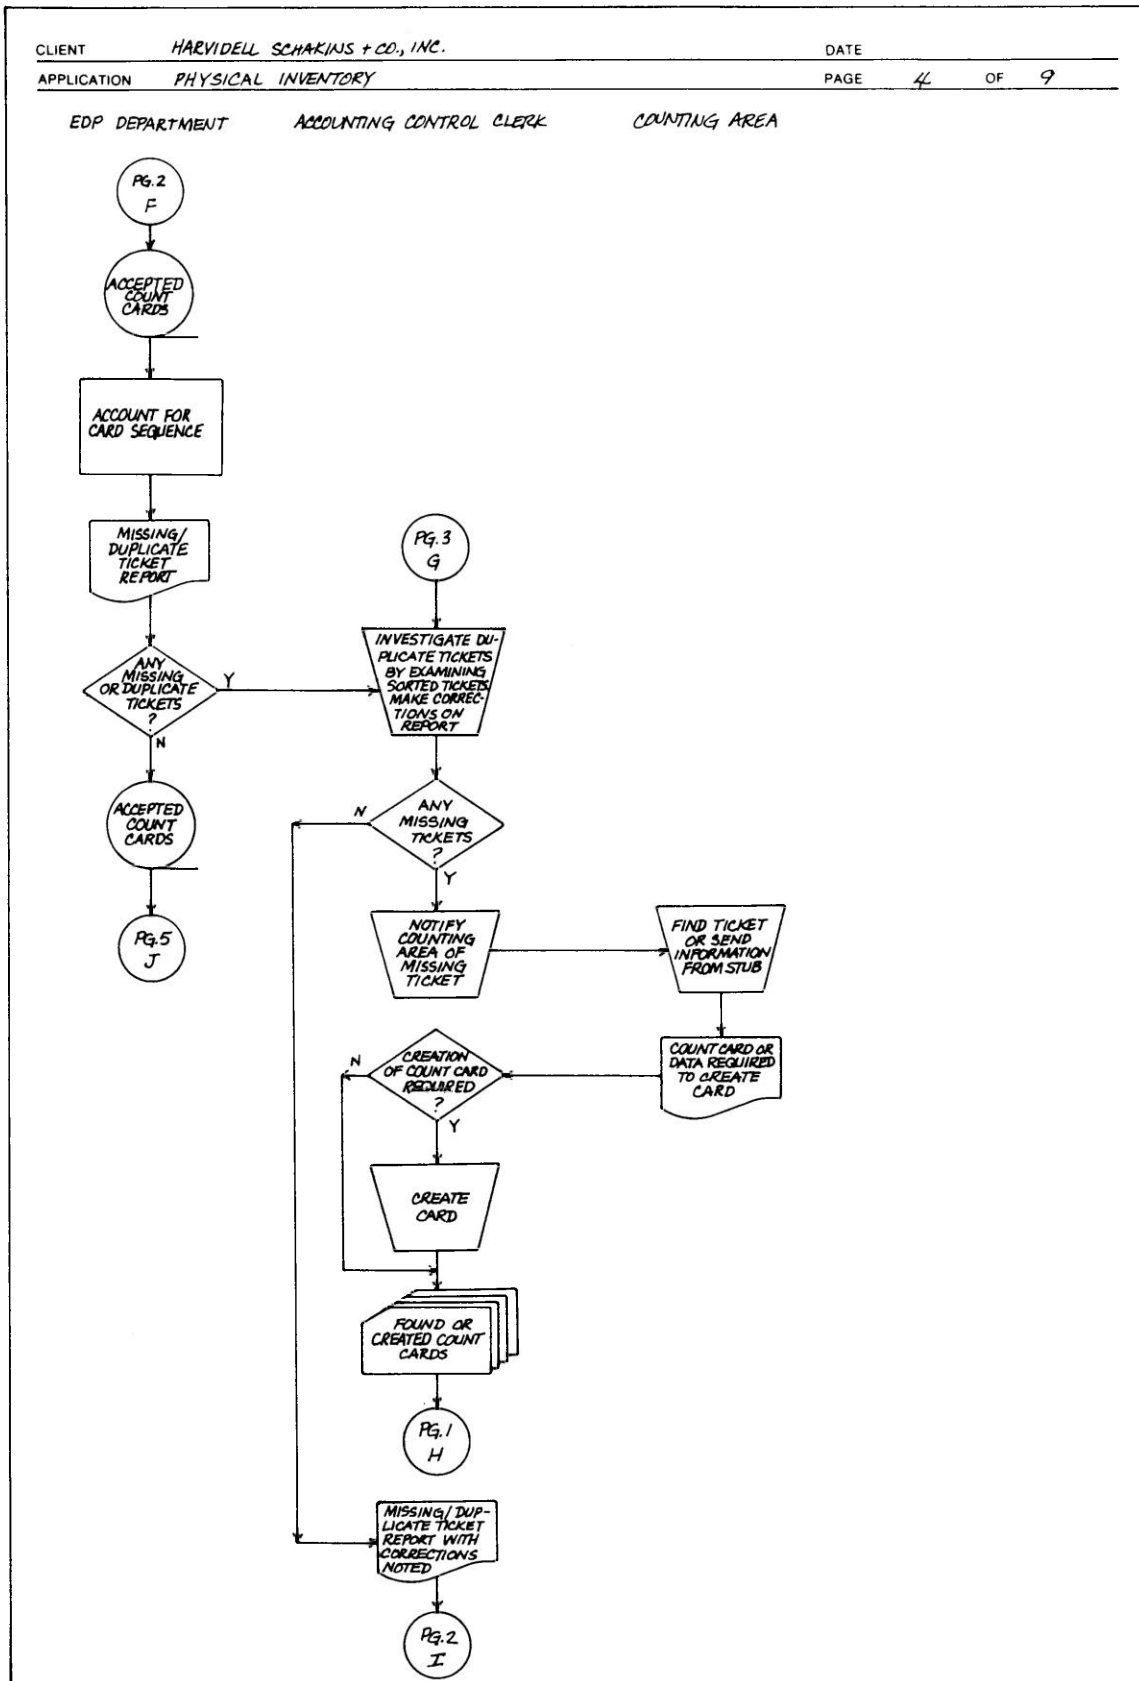 CLIENT HARVIDELL SCHAKINS + CO., INC. DATE
APPLICATION PHYSICAL INVENTORY PAGE 4 OF 9
EDP DEPARTMENT ACCOUNTING CONTROL CLERK COUNTING AREA
PG. 2
F
ACCEPTED
COUNT
CARDS
ACCOUNT FOR
CARD SEQUENCE
MISSING/
DUPLICATE
TICKET
REPORT
ANY
MISSING
OR DUPLICATE
TICKETS
?
Y
N
ACCEPTED
COUNT
CARDS
PG. 5
J
PG. 3
G
INVESTIGATE DU-
PLICATE TICKETS
BY EXAMINING
SORTED TICKETS.
MAKE CORREC-
TIONS ON
REPORT
ANY
MISSING
TICKETS
?
N
Y
NOTIFY
COUNTING
AREA OF
MISSING
TICKET
FIND TICKET
OR SEND
INFORMATION
FROM STUB
COUNT CARD OR
DATA REQUIRED
TO CREATE
CARD
CREATION
OF COUNT CARD
REQUIRED
?
N
Y
CREATE
CARD
FOUND OR
CREATED COUNT
CARDS
PG. 1
H
MISSING/DUP-
LICATE TICKET
REPORT WITH
CORRECTIONS
NOTED
PG. 2
I